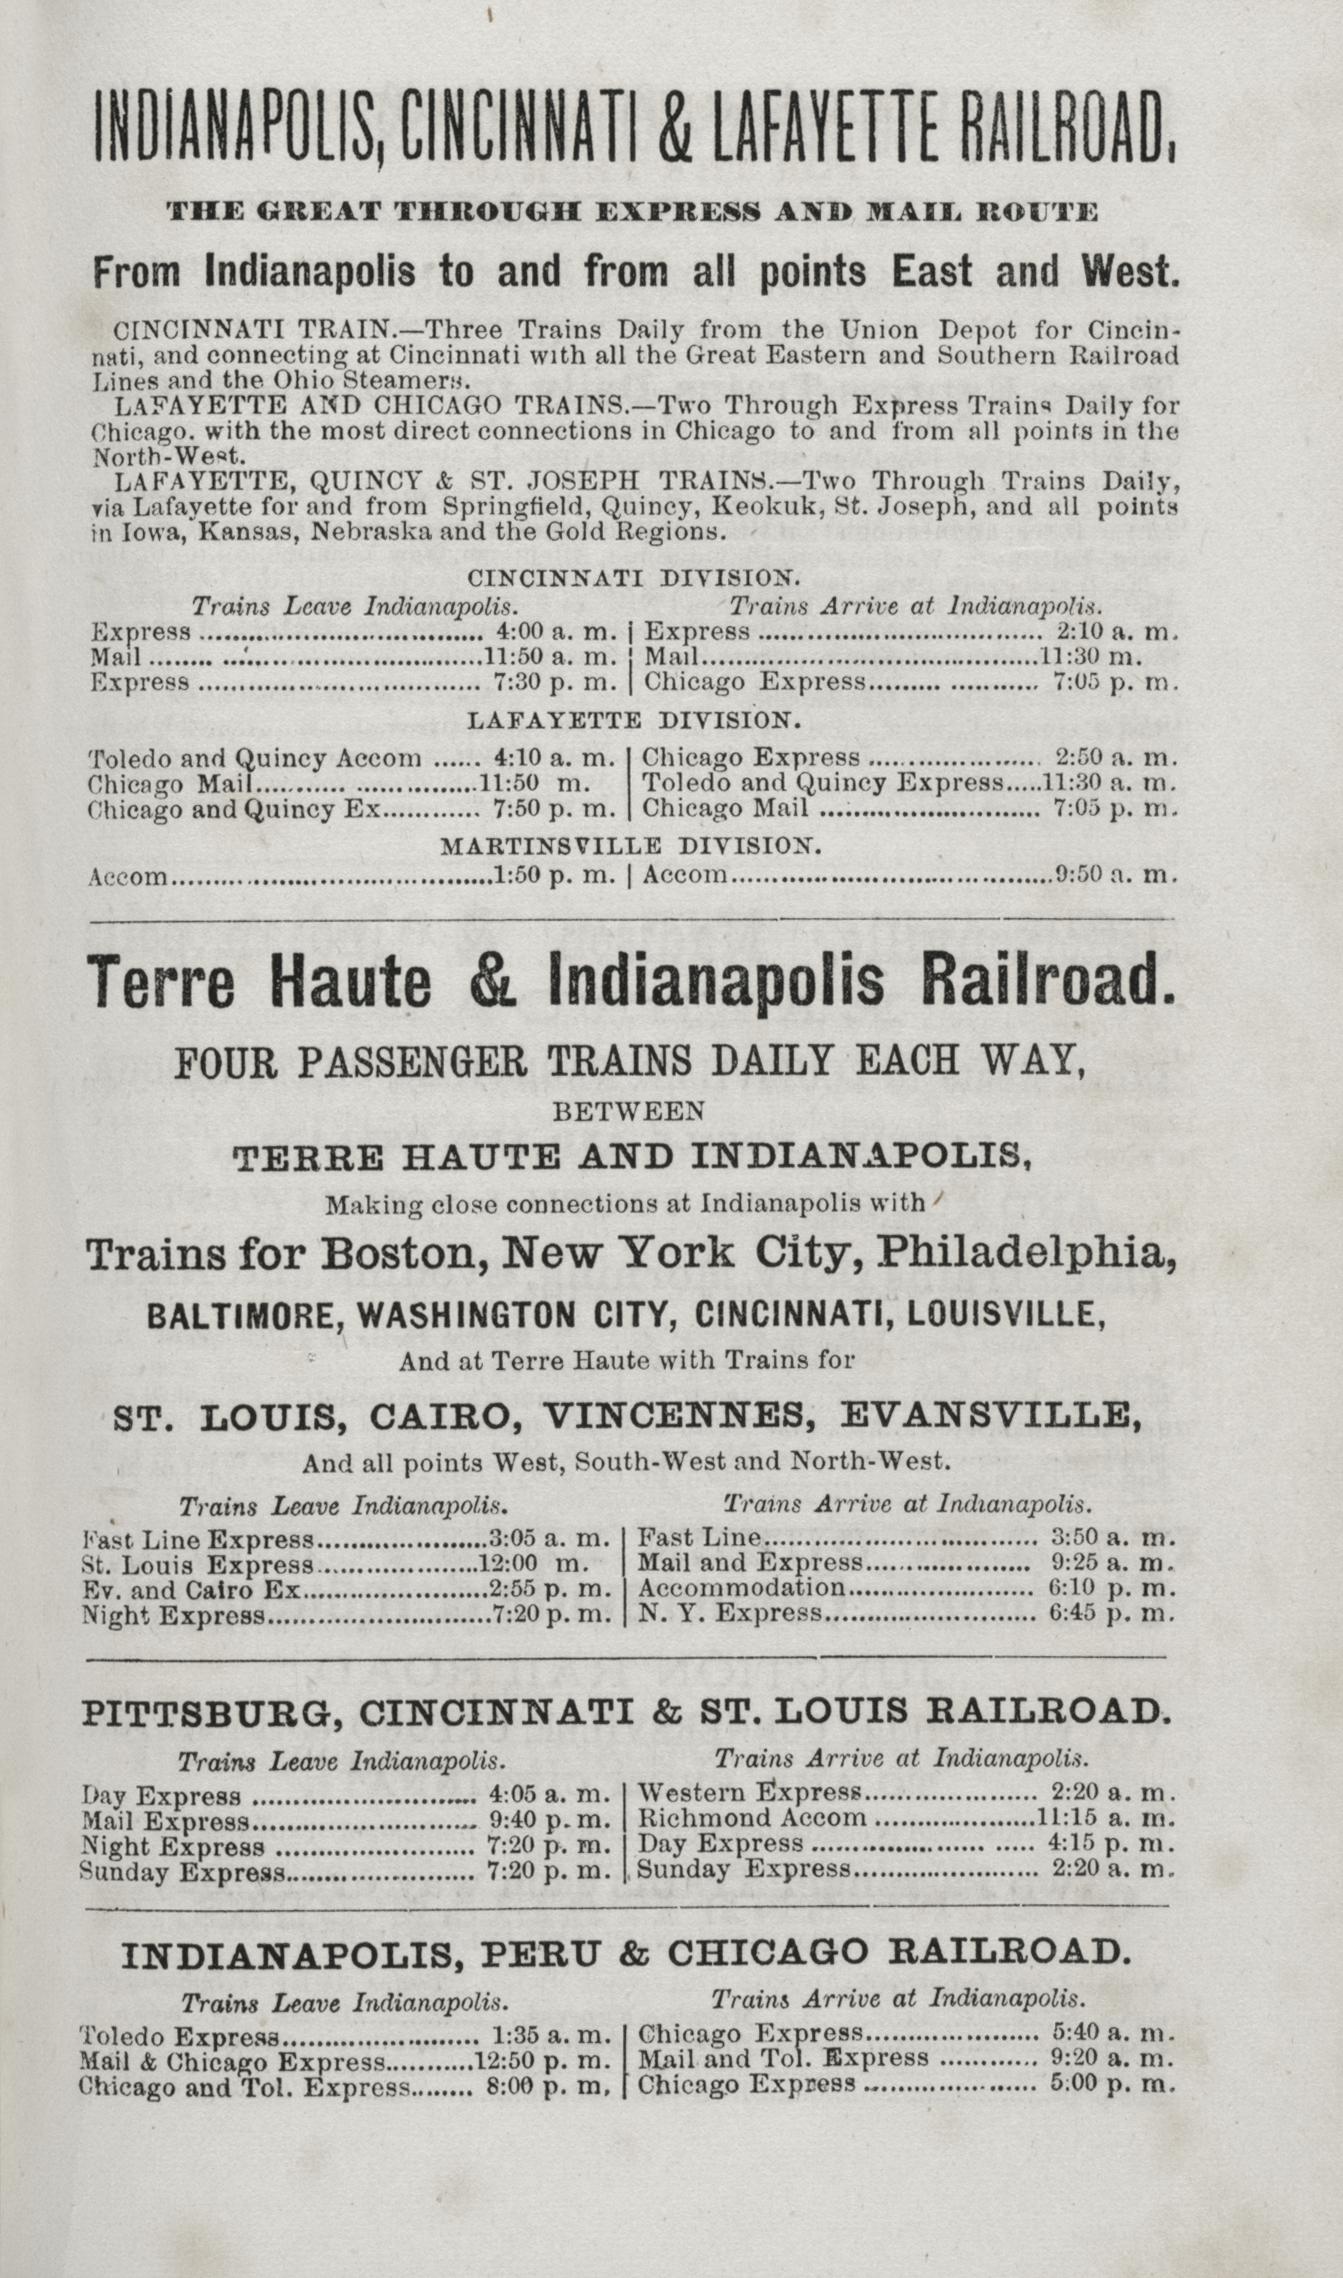 INDIANAPOLIS, CINCINNATI & LAFAYETTE RAILROAD,
THE GREAT THROUGH EXPRESS AND MAIL ROUTE
From Indianapolis to and from all points East and West.
CINCINNATI TRAIN.—Three Trains Daily from the Union Depot for Cincin-
nati, and connecting at Cincinnati with all the Great Eastern and Southern Railroad
Lines and the Ohio Steamers.
LAFAYETTE AND CHICAGO TRAINS.—Two Through Express Trains Daily for
Chicago. with the most direct connections in Chicago to and from all points in the
North-West.
LAFAYETTE, QUINCY & ST. JOSEPH TRAINS.—Two Through Trains Daily,
via Lafayette for and from Springfield, Quincy, Keokuk, St. Joseph, and all points
in Iowa, Kansas, Nebraska and the Gold Regions.
CINCINNATI DIVISION.
Trains Leave Indianapolis. Trains Arrive at Indianapolis.
Express ........ 4:00 a. m. | Express ........ 2:10 a. m.
Mail ........ 11:50 a. m. | Mail ........ 11:30 m.
Express ........ 7:30 p. m. | Chicago Express ........ 7:05 p. m.
LAFAYETTE DIVISION.
Toledo and Quincy Accom ...... 4:10 a. m. | Chicago Express ........ 2:50 a. m.
Chicago Mail ........ 11:50 m. | Toledo and Quincy Express ..... 11:30 a. m.
Chicago and Quincy Ex ........ 7:50 p. m. | Chicago Mail ........ 7:05 p. m.
MARTINSVILLE DIVISION.
Accom ........ 1:50 p. m. | Accom ........ 9:50 a. m.
Terre Haute & Indianapolis Railroad.
FOUR PASSENGER TRAINS DAILY EACH WAY,
BETWEEN
TERRE HAUTE AND INDIANAPOLIS,
Making close connections at Indianapolis with
Trains for Boston, New York City, Philadelphia,
BALTIMORE, WASHINGTON CITY, CINCINNATI, LOUISVILLE,
And at Terre Haute with Trains for
ST. LOUIS, CAIRO, VINCENNES, EVANSVILLE,
And all points West, South-West and North-West.
Trains Leave Indianapolis. Trains Arrive at Indianapolis.
Fast Line Express ........ 3:05 a. m. | Fast Line ........ 3:50 a. m.
St. Louis Express ........ 12:00 m. | Mail and Express ........ 9:25 a. m.
Ev. and Cairo Ex ........ 2:55 p. m. | Accommodation ........ 6:10 p. m.
Night Express ........ 7:20 p. m. | N. Y. Express ........ 6:45 p. m.
PITTSBURG, CINCINNATI & ST. LOUIS RAILROAD.
Trains Leave Indianapolis. Trains Arrive at Indianapolis.
Day Express ........ 4:05 a. m. | Western Express ........ 2:20 a. m.
Mail Express ........ 9:40 p. m. | Richmond Accom ........ 11:15 a. m.
Night Express ........ 7:20 p. m. | Day Express ........ 4:15 p. m.
Sunday Express ........ 7:20 p. m. | Sunday Express ........ 2:20 a. m.
INDIANAPOLIS, PERU & CHICAGO RAILROAD.
Trains Leave Indianapolis. Trains Arrive at Indianapolis.
Toledo Express ........ 1:35 a. m. | Chicago Express ........ 5:40 a. m.
Mail & Chicago Express ........ 12:50 p. m. | Mail and Tol. Express ........ 9:20 a. m.
Chicago and Tol. Express ........ 8:00 p. m, | Chicago Express ........ 5:00 p. m.